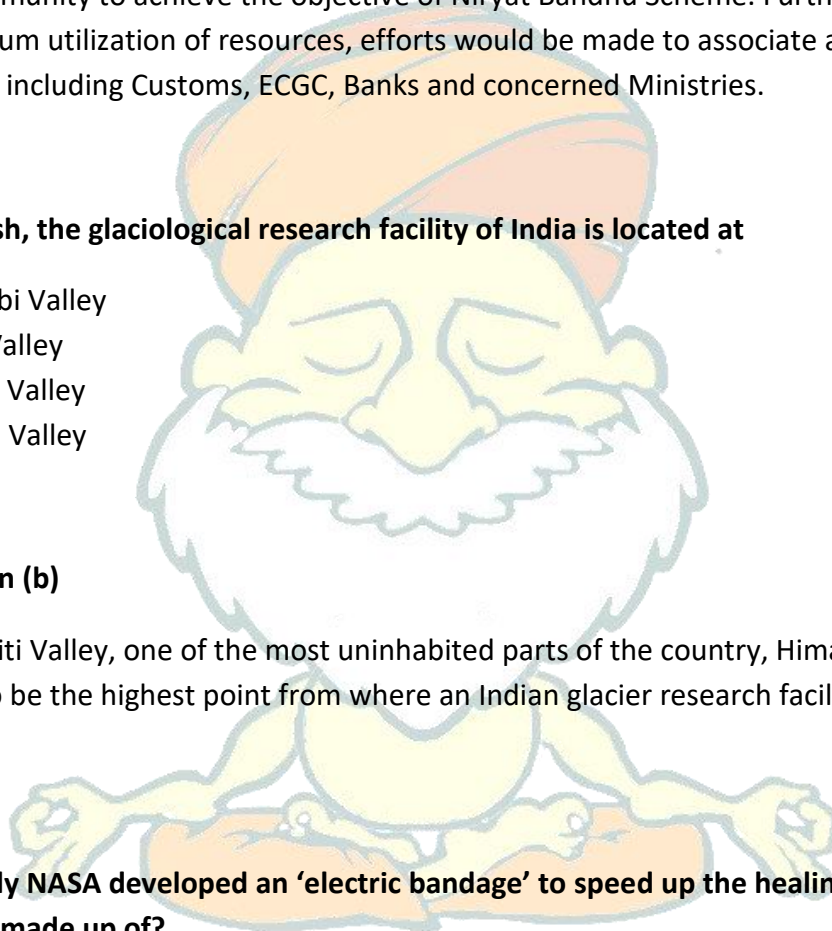 munity to achieve the objective of Niryat Bandhu Scheme. Furth
um utilization of resources, efforts would be made to associate a
including Customs, ECGC, Banks and concerned Ministries.
sh, the glaciological research facility of India is located at
bi Valley
Valley
Valley
Valley
n (b)
iti Valley, one of the most uninhabited parts of the country, Hima
be the highest point from where an Indian glacier research facil
ly NASA developed an ‘electric bandage’ to speed up the healin
made up of?